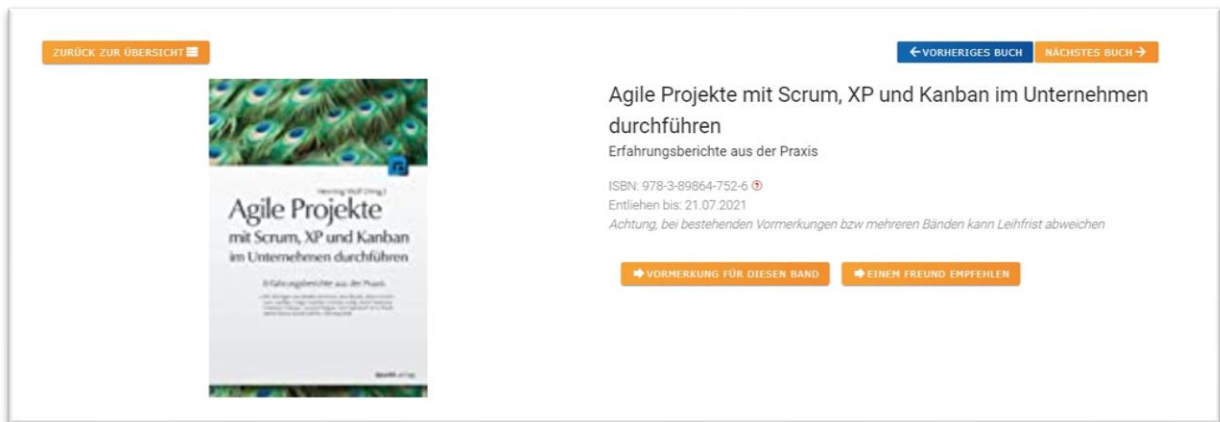 ZURÜCK ZUR ÜBERSICHT
VORHERIGES BUCH NÄCHSTES BUCH
Agile Projekte mit Scrum, XP und Kanban im Unternehmen
durchführen
Erfahrungsberichte aus der Praxis
ISBN: 978-3-89864-752-6
Entliehen bis: 21.07.2021
Achtung, bei bestehenden Vormerkungen bzw mehreren Bänden kann Leihfrist abweichen
VORMERKUNG FÜR DIESEN BAND EINEM FREUND EMPFEHLEN
Henning Wolf (Hrsg.)
Agile Projekte
mit Scrum, XP und Kanban
im Unternehmen durchführen
Erfahrungsberichte aus der Praxis
dpunkt.verlag